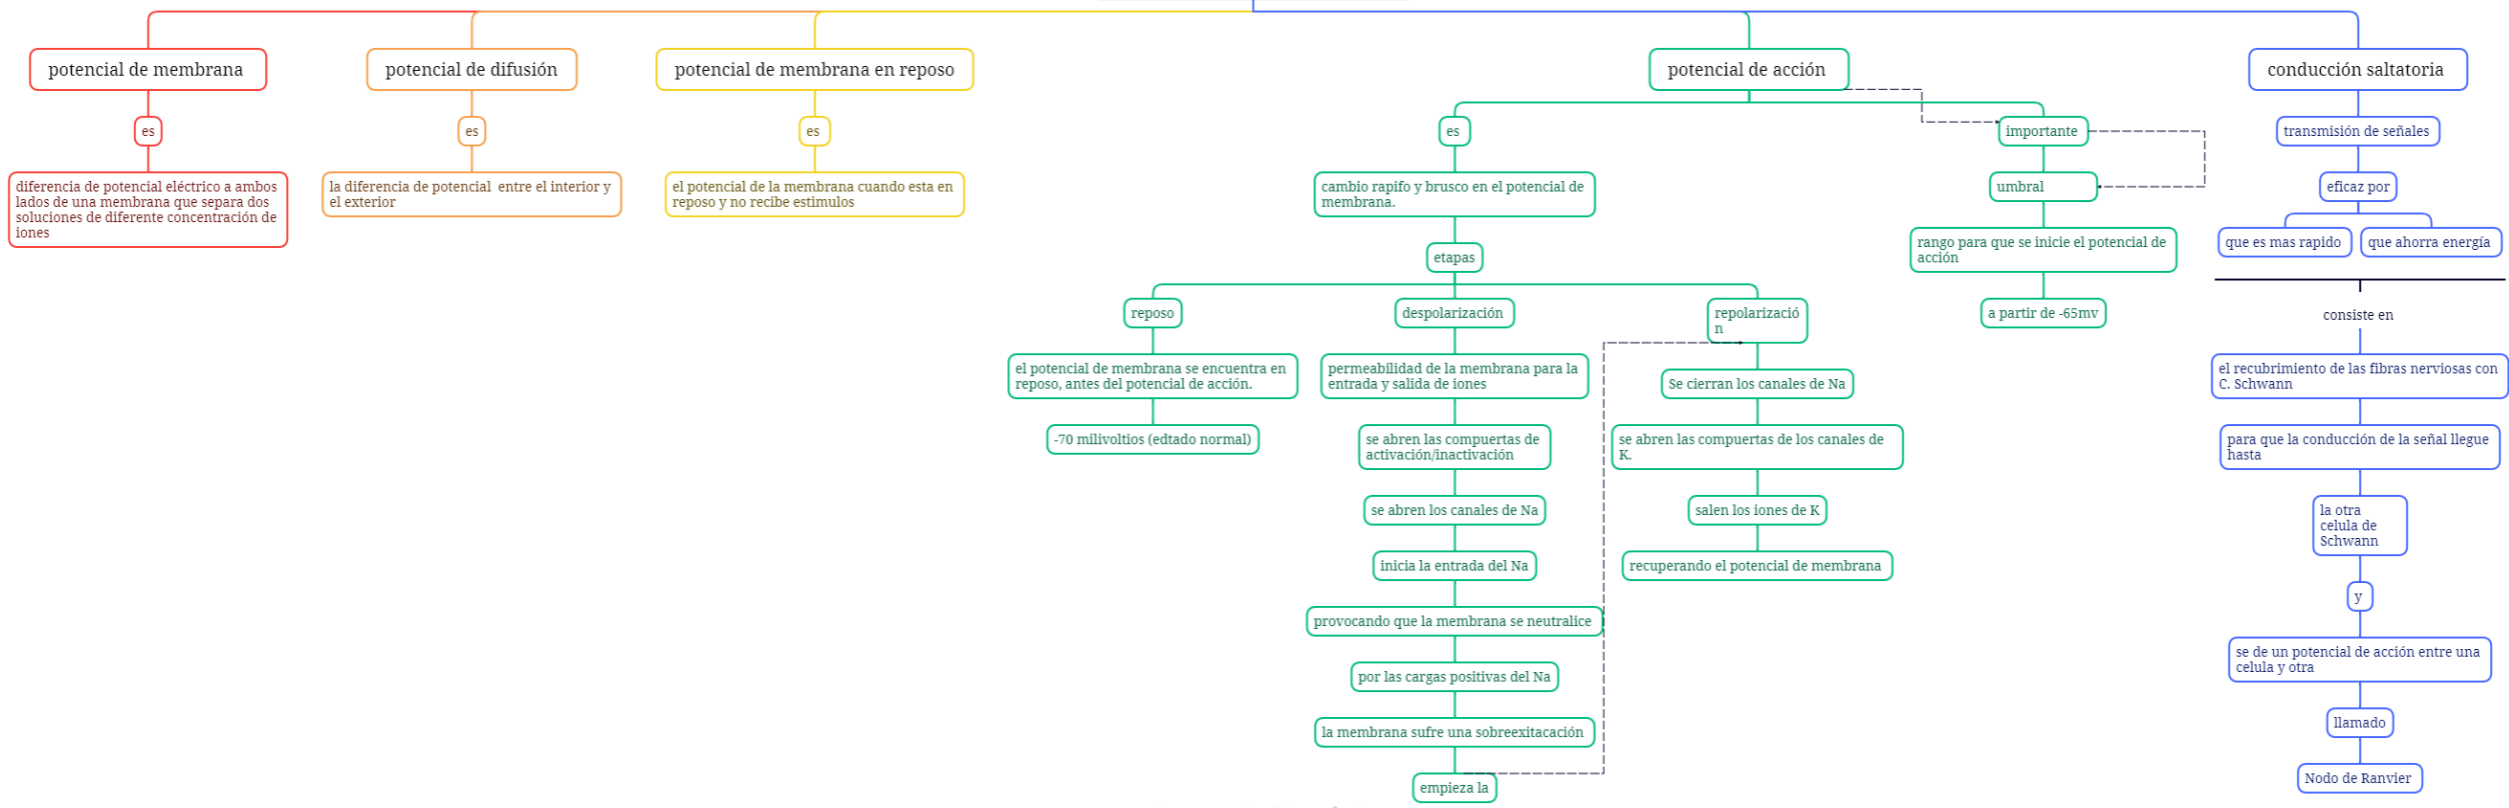 potencial de membrana
es
diferencia de potencial eléctrico a ambos
lados de una membrana que separa dos
soluciones de diferente concentración de
iones
potencial de difusión
es
la diferencia de potencial entre el interior y
el exterior
potencial de membrana en reposo
es
el potencial de la membrana cuando esta en
reposo y no recibe estimulos
potencial de acción
es
cambio rapifo y brusco en el potencial de
membrana.
etapas
reposo
el potencial de membrana se encuentra en
reposo, antes del potencial de acción.
-70 milivoltios (edtado normal)
despolarización
permeabilidad de la membrana para la
entrada y salida de iones
se abren las compuertas de
activación/inactivación
se abren los canales de Na
inicia la entrada del Na
provocando que la membrana se neutralice
por las cargas positivas del Na
la membrana sufre una sobreexitacación
empieza la
repolarizació
n
Se cierran los canales de Na
se abren las compuertas de los canales de
K.
salen los iones de K
recuperando el potencial de membrana
importante
umbral
rango para que se inicie el potencial de
acción
a partir de -65mv
conducción saltatoria
transmisión de señales
eficaz por
que es mas rapido
que ahorra energía
consiste en
el recubrimiento de las fibras nerviosas con
C. Schwann
para que la conducción de la señal llegue
hasta
la otra
celula de
Schwann
y
se de un potencial de acción entre una
celula y otra
llamado
Nodo de Ranvier